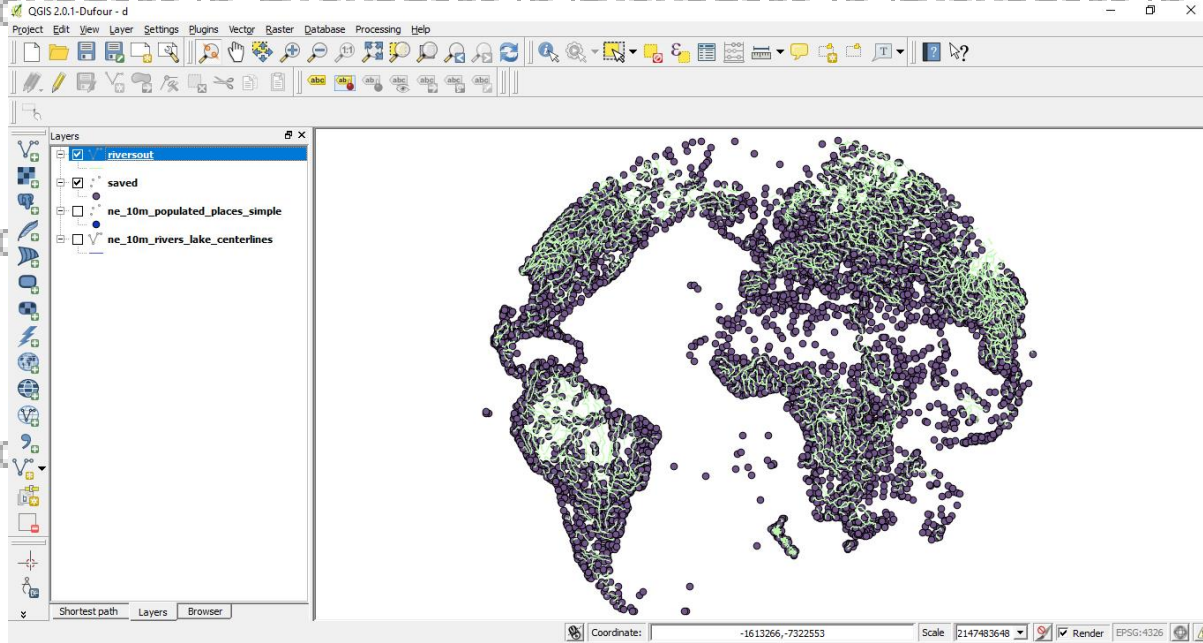 QGIS 2.0.1-Dufour - d
Project Edit View Layer Settings Plugins Vector Raster Database Processing Help
Layers
riversout
saved
ne_10m_populated_places_simple
ne_10m_rivers_lake_centerlines
Shortest path Layers Browser
Coordinate: -1613266,-7322553 Scale 2147483648 Render EPSG:4326